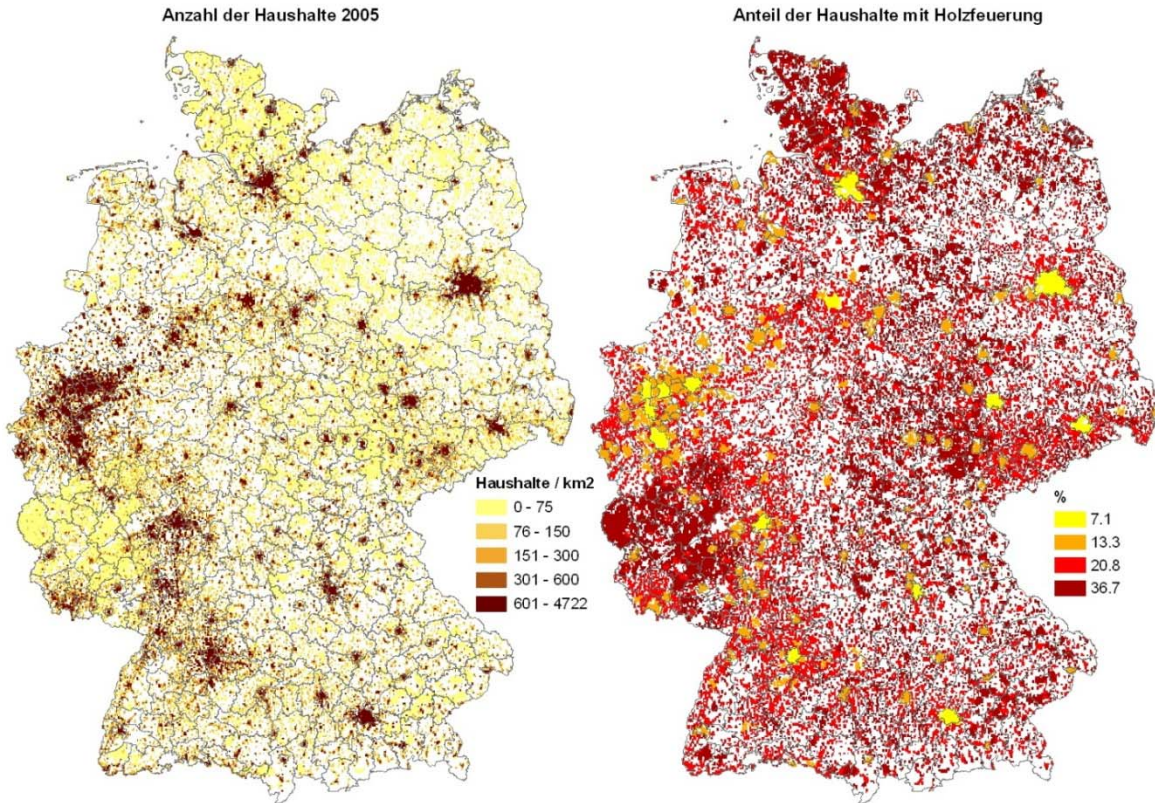 Anzahl der Haushalte 2005
Anteil der Haushalte mit Holzfeuerung
Haushalte / km2
0 - 75
76 - 150
151 - 300
301 - 600
601 - 4722
%
7.1
13.3
20.8
36.7